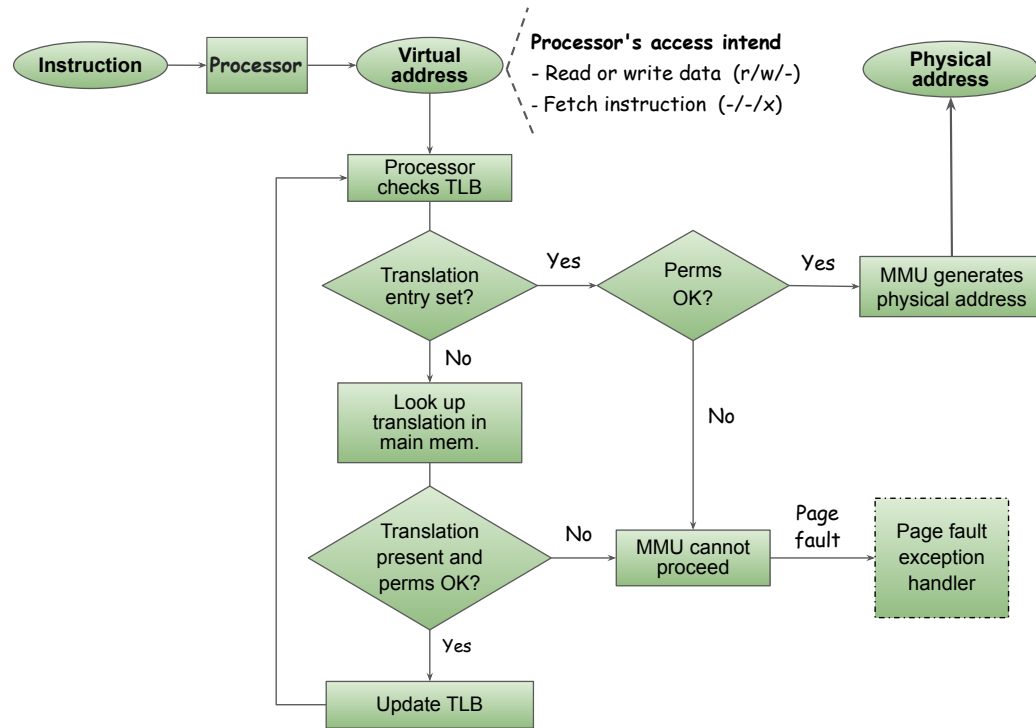 Instruction
Processor
Virtual
address
Processor's access intend
- Read or write data (r/w/-)
- Fetch instruction (-/-/x)
Physical
address
Processor
checks TLB
Translation
entry set?
Yes
Perms
OK?
Yes
MMU generates
physical address
No
Look up
translation in
main mem.
No
Translation
present and
perms OK?
No
MMU cannot
proceed
Page
fault
Page fault
exception
handler
Yes
Update TLB